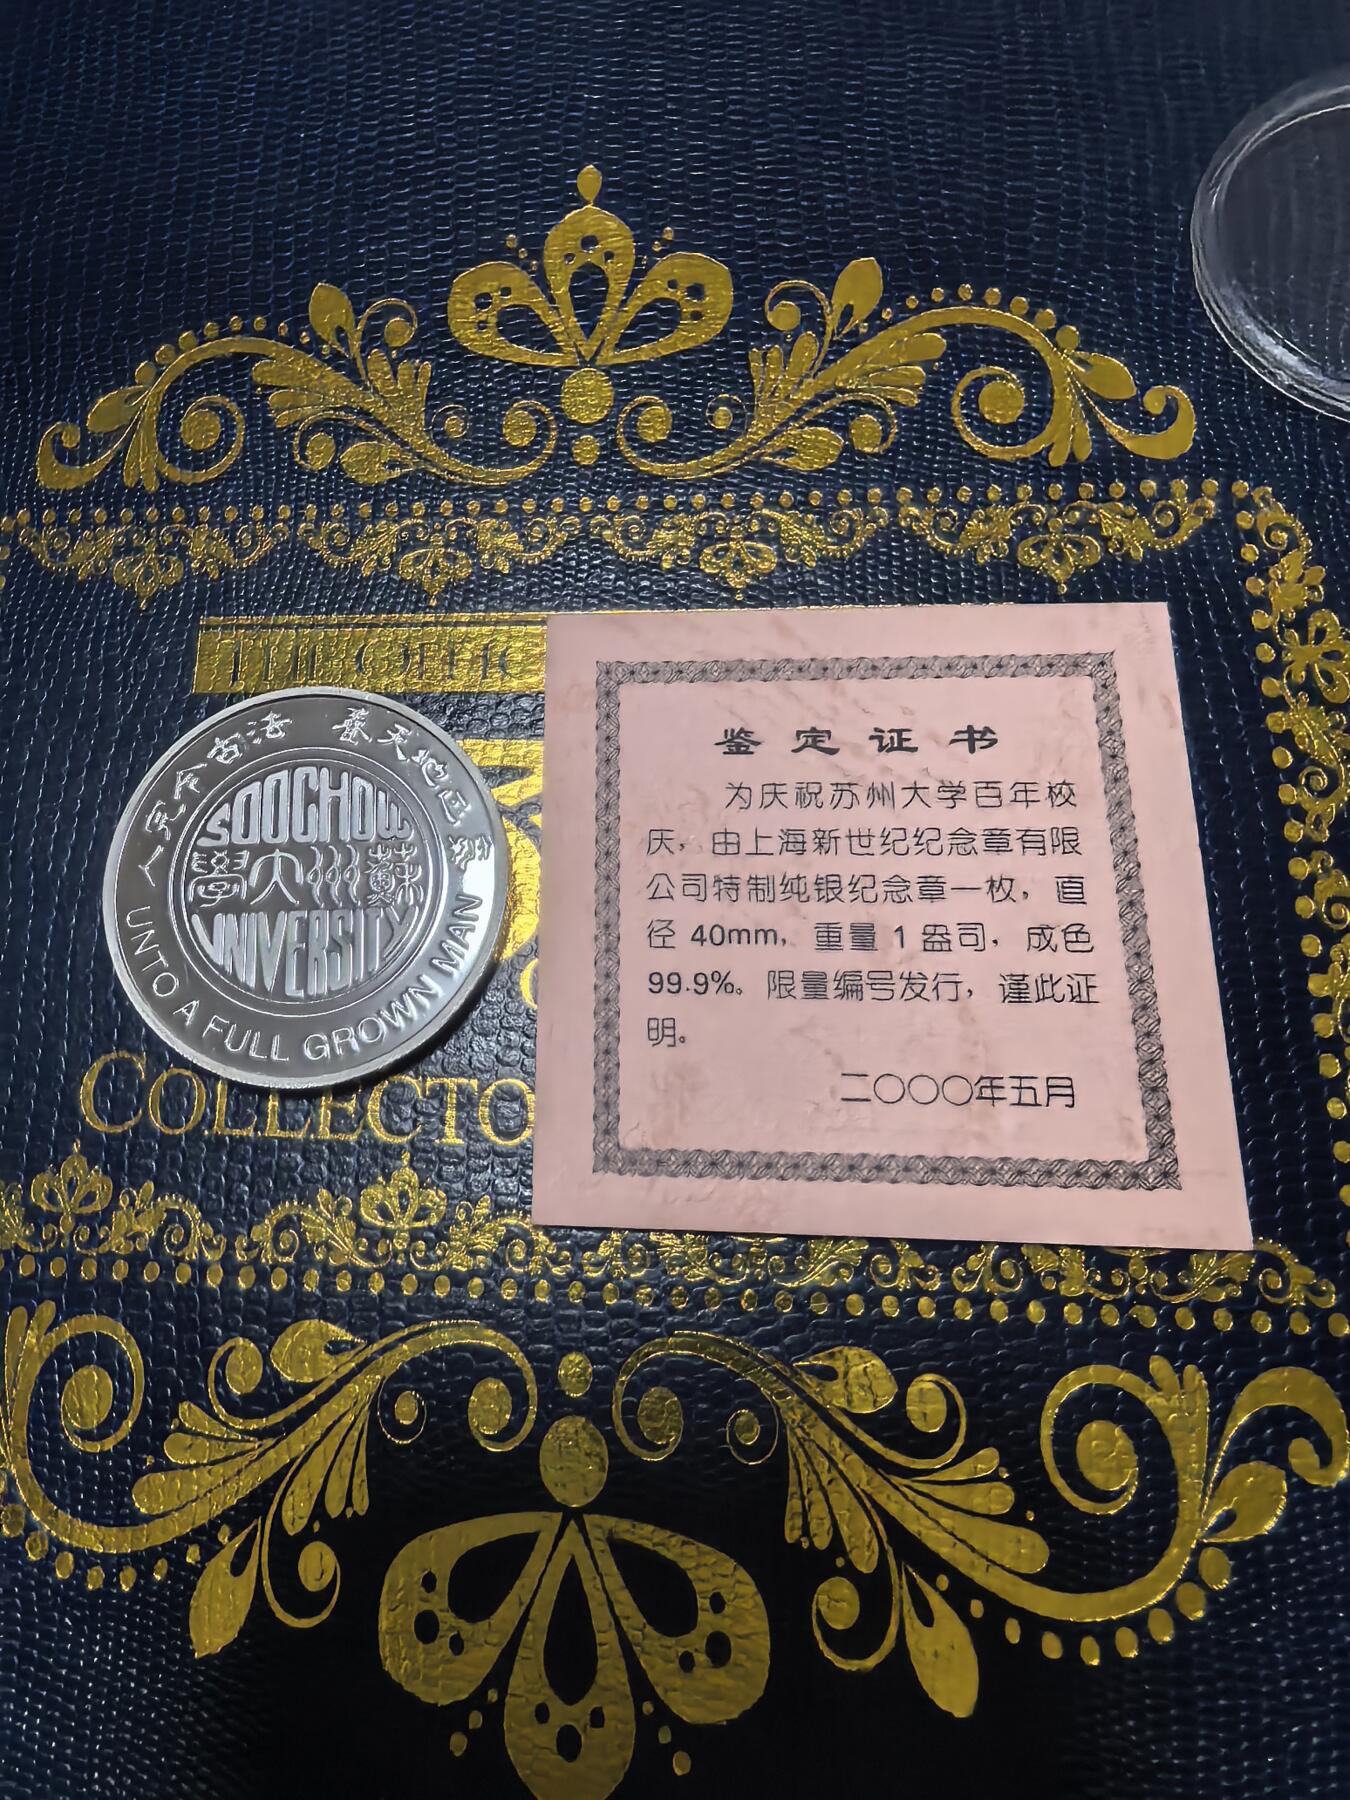 THE OFFIC
養天地正氣
法古今完人
SOOCHOW
學大州蘇
UNIVERSITY
UNTO A FULL GROWN MAN
COLLECTO
鉴定证书
为庆祝苏州大学百年校
庆，由上海新世纪纪念章有限
公司特制纯银纪念章一枚，直
径 40mm，重量 1 盎司，成色
99.9%。限量编号发行，谨此证
明。
二〇〇〇年五月